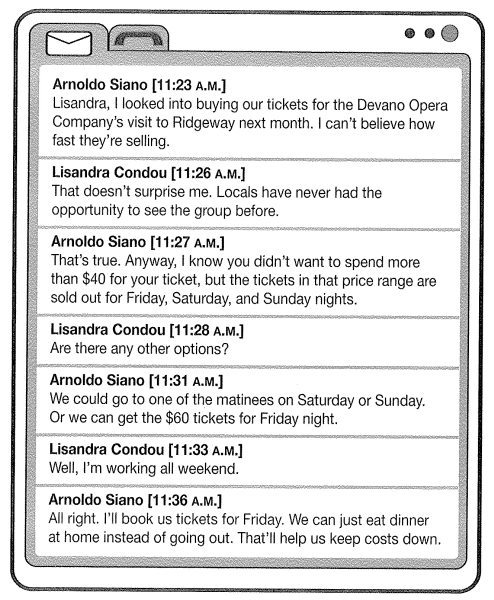 Arnoldo Siano [11:23 A.M.]
Lisandra, I looked into buying our tickets for the Devano Opera
Company's visit to Ridgeway next month. I can't believe how
fast they're selling.
Lisandra Condou [11:26 A.M.]
That doesn't surprise me. Locals have never had the
opportunity to see the group before.
Arnoldo Siano [11:27 A.M.]
That's true. Anyway, I know you didn't want to spend more
than $40 for your ticket, but the tickets in that price range are
sold out for Friday, Saturday, and Sunday nights.
Lisandra Condou [11:28 A.M.]
Are there any other options?
Arnoldo Siano [11:31 A.M.]
We could go to one of the matinees on Saturday or Sunday.
Or we can get the $60 tickets for Friday night.
Lisandra Condou [11:33 A.M.]
Well, I'm working all weekend.
Arnoldo Siano [11:36 A.M.]
All right. I'll book us tickets for Friday. We can just eat dinner
at home instead of going out. That'll help us keep costs down.